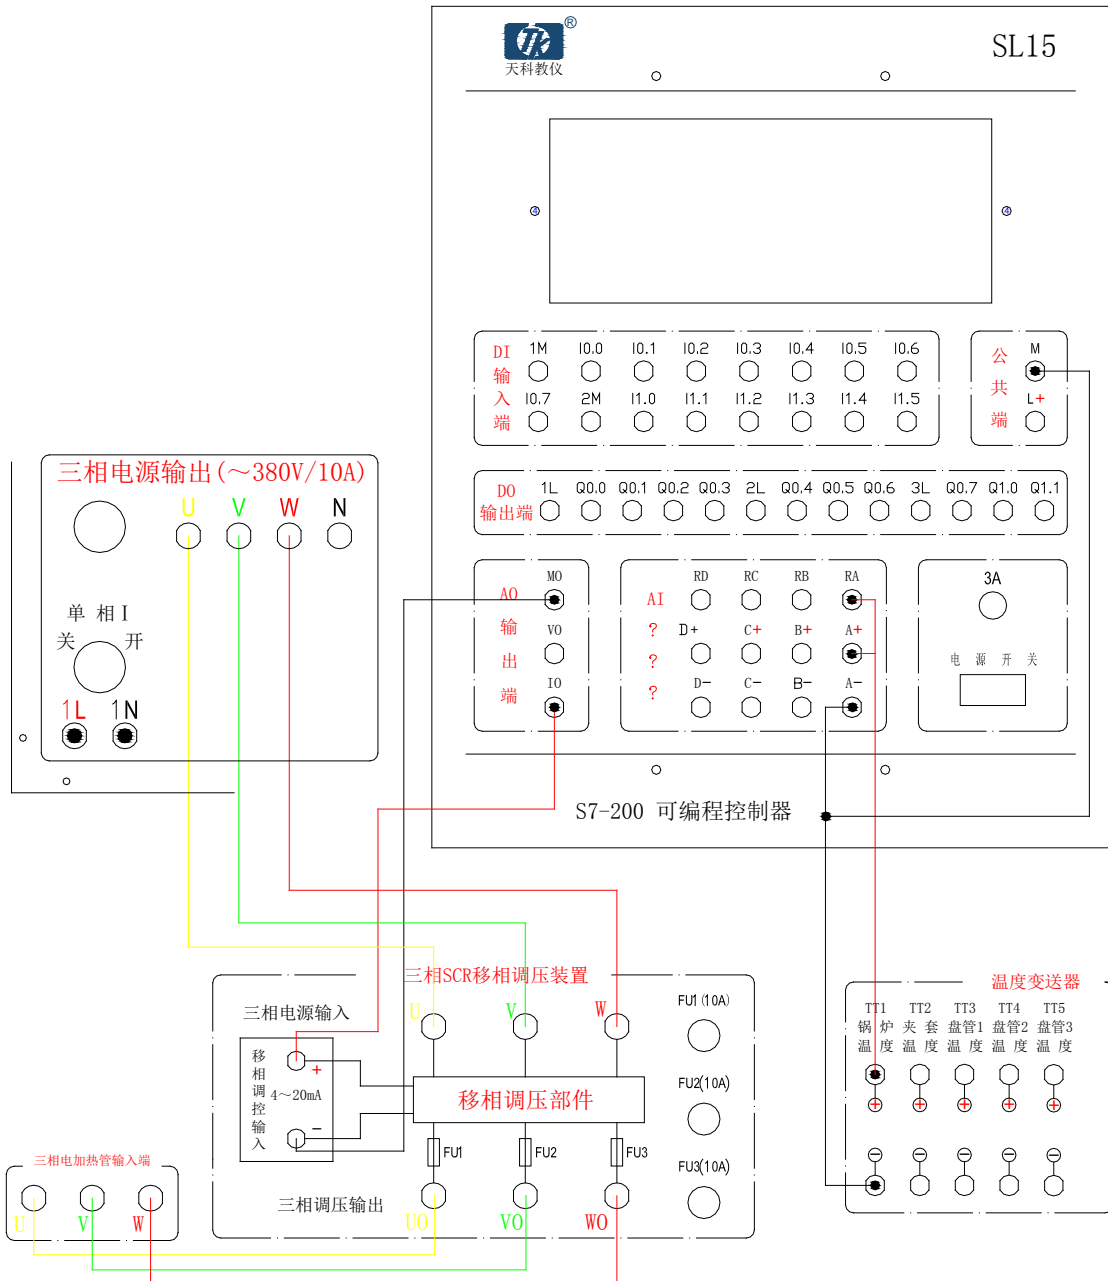 TK®
天科教仪
SL15
4
4
DI
输
入
端
1M I0.0 I0.1 I0.2 I0.3 I0.4 I0.5 I0.6
I0.7 2M I1.0 I1.1 I1.2 I1.3 I1.4 I1.5
公
共
端
M
L+
DO
输出端
1L Q0.0 Q0.1 Q0.2 Q0.3 2L Q0.4 Q0.5 Q0.6 3L Q0.7 Q1.0 Q1.1
三相电源输出(～380V/10A)
U V W N
单 相 I
关 开
1L 1N
AO
输
出
端
MO
VO
IO
AI
?
?
?
RD RC RB RA
D+ C+ B+ A+
D- C- B- A-
3A
电 源 开 关
S7-200 可编程控制器
三相SCR移相调压装置
三相电源输入
U V W
移
相
调
控
输
入
+
4～20mA
-
移相调压部件
FU1 FU2 FU3
三相调压输出
UO VO WO
FU1(10A)
FU2(10A)
FU3(10A)
三相电加热管输入端
U V W
温度变送器
TT1 TT2 TT3 TT4 TT5
锅 炉 夹 套 盘管1 盘管2 盘管3
温 度 温 度 温 度 温 度 温 度
+ + + + +
- - - - -